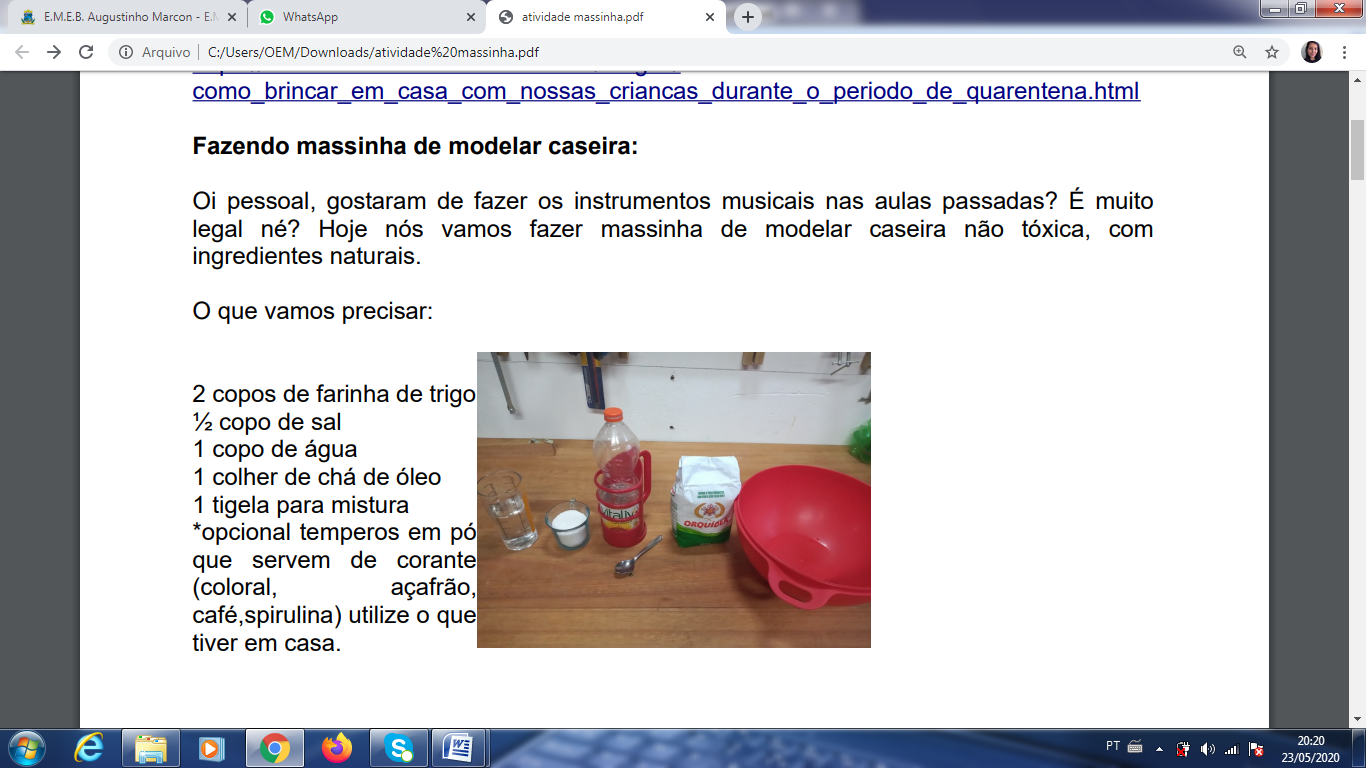 E.M.E.B. Augustinho Marcon - E.M
WhatsApp
atividade massinha.pdf
Arquivo
C:/Users/OEM/Downloads/atividade%20massinha.pdf
como_brincar_em_casa_com_nossas_criancas_durante_o_periodo_de_quarentena.html
Fazendo massinha de modelar caseira:
Oi pessoal, gostaram de fazer os instrumentos musicais nas aulas passadas? É muito
legal né? Hoje nós vamos fazer massinha de modelar caseira não tóxica, com
ingredientes naturais.
O que vamos precisar:
2 copos de farinha de trigo
½ copo de sal
1 copo de água
1 colher de chá de óleo
1 tigela para mistura
*opcional temperos em pó
que servem de corante
(coloral, açafrão,
café,spirulina) utilize o que
tiver em casa.
ORQUÍDEA
PT
20:20
23/05/2020